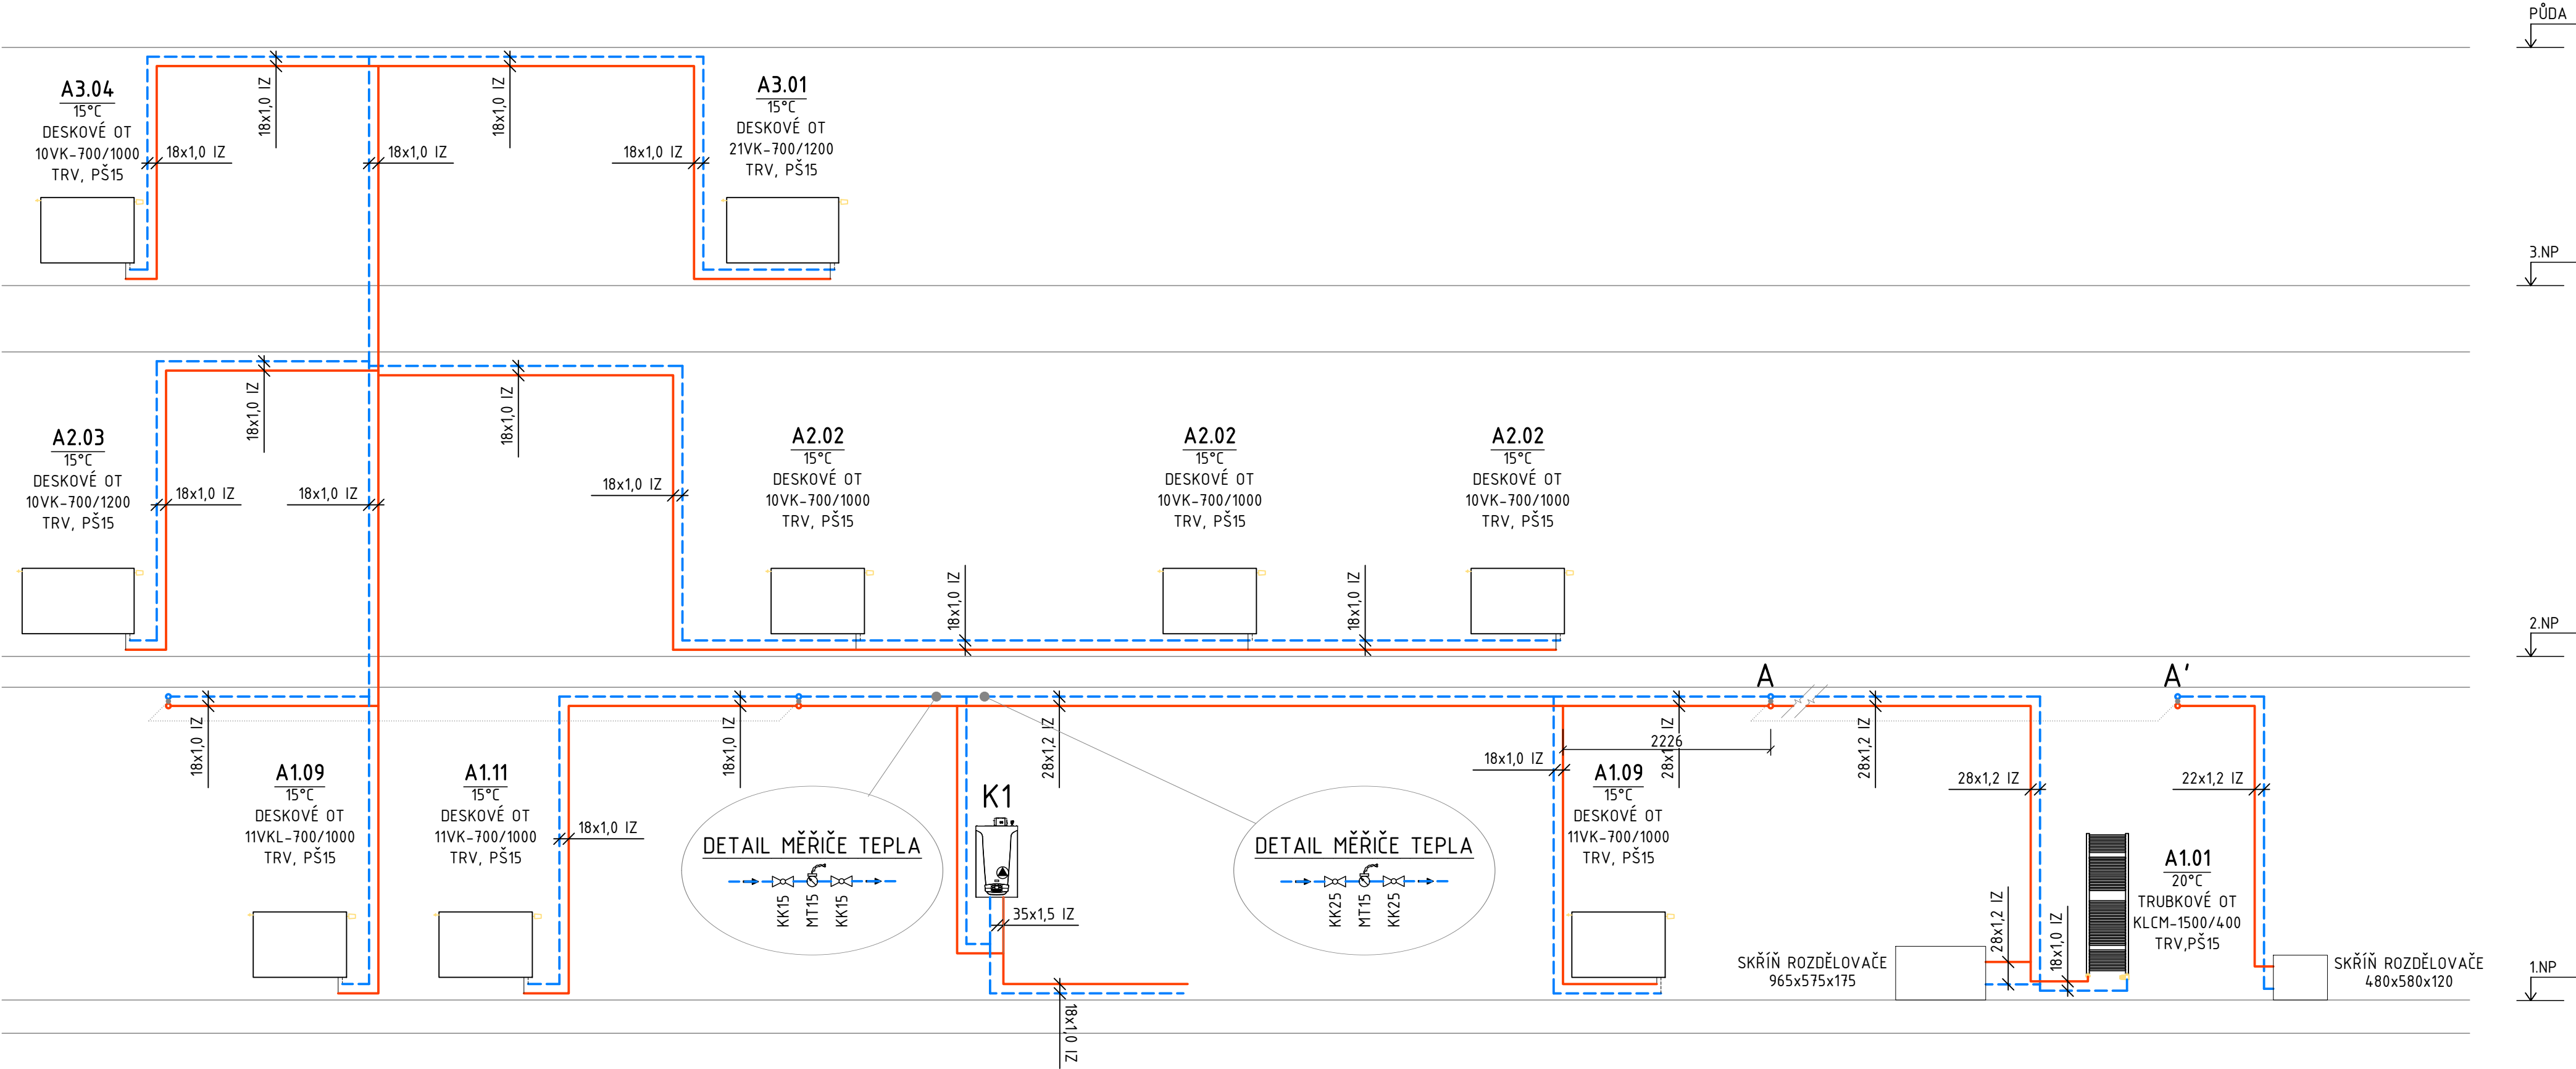 PŮDA
A3.04
15°C
DESKOVÉ OT
10VK-700/1000
TRV, PŠ15
18x1,0 IZ
18x1,0 IZ
18x1,0 IZ
18x1,0 IZ
18x1,0 IZ
A3.01
15°C
DESKOVÉ OT
21VK-700/1200
TRV, PŠ15
3.NP
A2.03
15°C
DESKOVÉ OT
10VK-700/1200
TRV, PŠ15
18x1,0 IZ
18x1,0 IZ
18x1,0 IZ
18x1,0 IZ
18x1,0 IZ
A2.02
15°C
DESKOVÉ OT
10VK-700/1000
TRV, PŠ15
18x1,0 IZ
A2.02
15°C
DESKOVÉ OT
10VK-700/1000
TRV, PŠ15
18x1,0 IZ
A2.02
15°C
DESKOVÉ OT
10VK-700/1000
TRV, PŠ15
2.NP
A
A'
18x1,0 IZ
A1.09
15°C
DESKOVÉ OT
11VKL-700/1000
TRV, PŠ15
A1.11
15°C
DESKOVÉ OT
11VK-700/1000
TRV, PŠ15
18x1,0 IZ
18x1,0 IZ
DETAIL MĚŘIČE TEPLA
KK15
MT15
KK15
K1
35x1,5 IZ
28x1,2 IZ
18x1,0 IZ
DETAIL MĚŘIČE TEPLA
KK25
MT15
KK25
18x1,0 IZ
2226
28x1,2 IZ
A1.09
15°C
DESKOVÉ OT
11VK-700/1000
TRV, PŠ15
28x1,2 IZ
28x1,2 IZ
22x1,2 IZ
SKŘÍŇ ROZDĚLOVAČE
965x575x175
28x1,2 IZ
18x1,0 IZ
A1.01
20°C
TRUBKOVÉ OT
KLCM-1500/400
TRV,PŠ15
SKŘÍŇ ROZDĚLOVAČE
480x580x120
1.NP